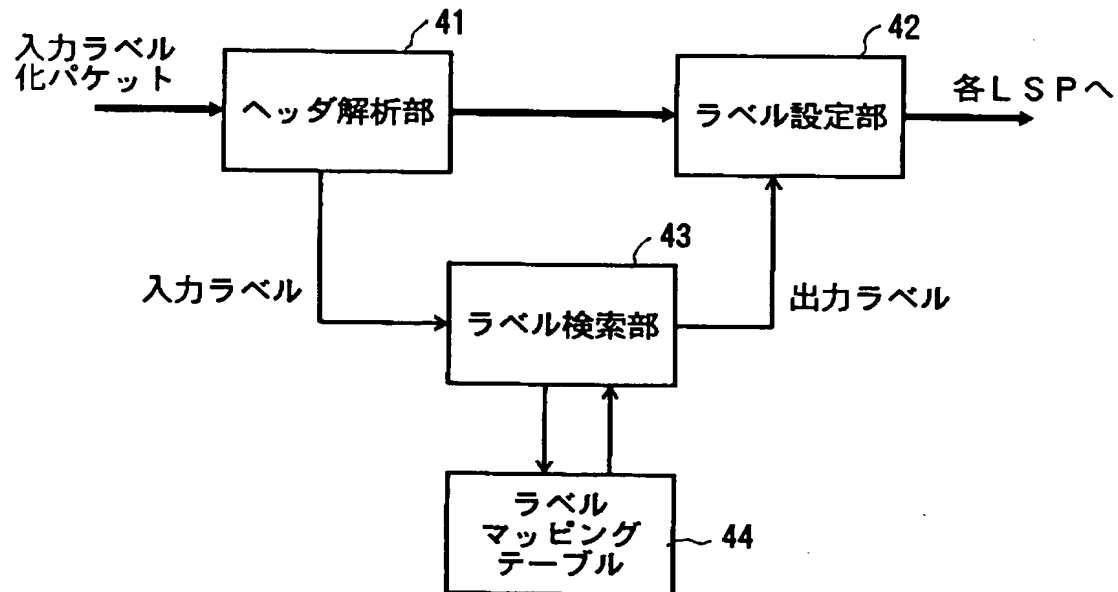 41
42
入力ラベル
化パケット
ヘッダ解析部
ラベル設定部
各LSPへ
43
入力ラベル
ラベル検索部
出力ラベル
ラベル
マッピング
テーブル
44